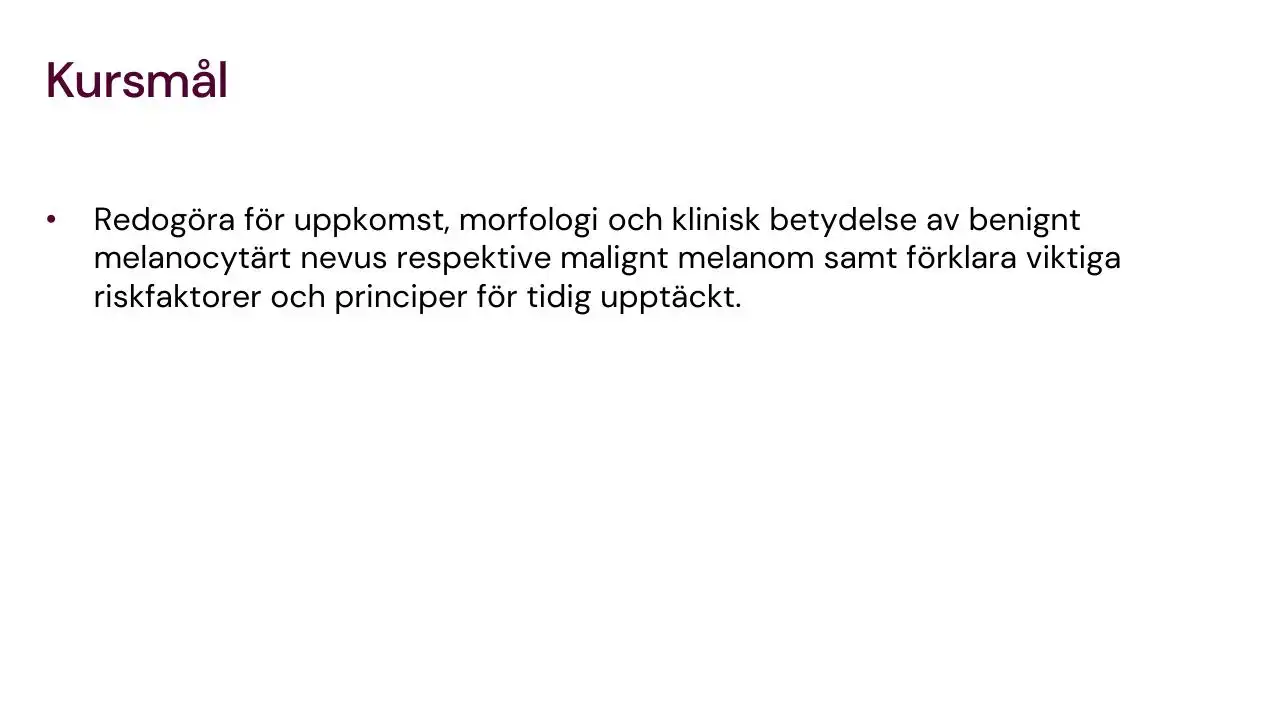 Kursmål
• Redogöra för uppkomst, morfologi och klinisk betydelse av benignt
melanocytärt nevus respektive malignt melanom samt förklara viktiga
riskfaktorer och principer för tidig upptäckt.